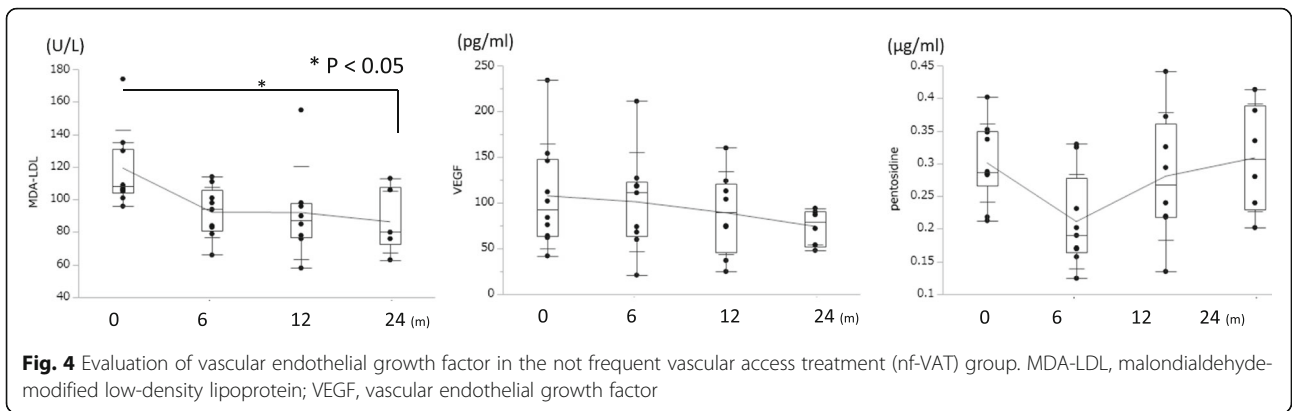 (U/L)
* P < 0.05
*
180
160
140
120
100
80
60
40
MDA-LDL
0 6 12 24 (m)
(pg/ml)
250
200
150
100
50
0
VEGF
0 6 12 24 (m)
(µg/ml)
0.45
0.4
0.35
0.3
0.25
0.2
0.15
0.1
pentosidine
0 6 12 24 (m)
Fig. 4 Evaluation of vascular endothelial growth factor in the not frequent vascular access treatment (nf-VAT) group. MDA-LDL, malondialdehyde-
modified low-density lipoprotein; VEGF, vascular endothelial growth factor